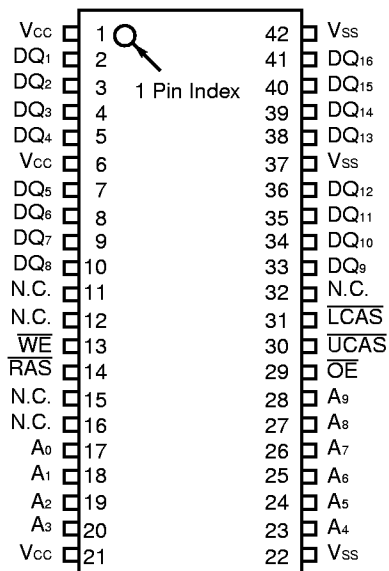 Vcc 1 42 Vss
DQ1 2 41 DQ16
DQ2 3 40 DQ15
1 Pin Index
DQ3 4 39 DQ14
DQ4 5 38 DQ13
Vcc 6 37 Vss
DQ5 7 36 DQ12
DQ6 8 35 DQ11
DQ7 9 34 DQ10
DQ8 10 33 DQ9
N.C. 11 32 N.C.
N.C. 12 31 LCAS
WE 13 30 UCAS
RAS 14 29 OE
N.C. 15 28 A9
N.C. 16 27 A8
A0 17 26 A7
A1 18 25 A6
A2 19 24 A5
A3 20 23 A4
Vcc 21 22 Vss